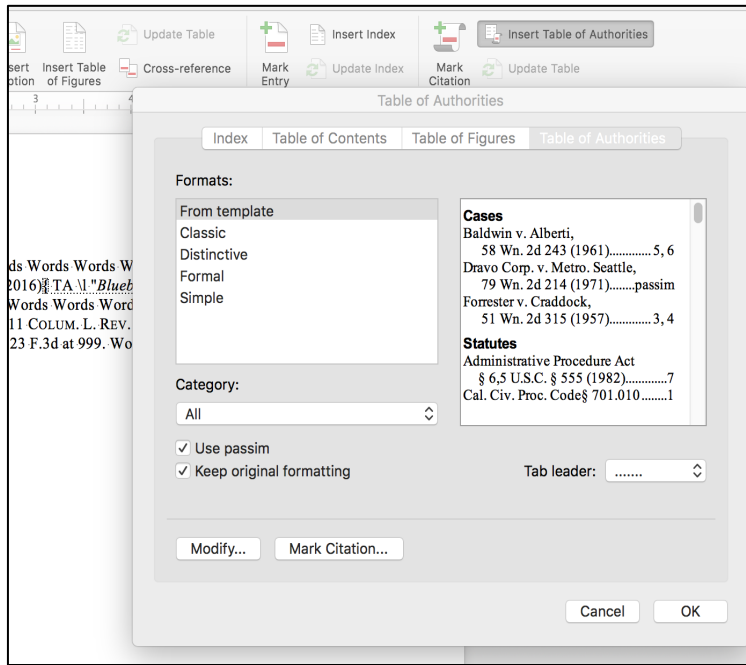 Update Table
Insert Index
Insert Table of Authorities
sert Insert Table
ption of Figures
Cross-reference
Mark
Entry
Update Index
Mark
Citation
Update Table
3
4
Table of Authorities
Index Table of Contents Table of Figures Table of Authorities
Formats:
From template
Classic
Distinctive
Formal
Simple
Cases
Baldwin v. Alberti,
58 Wn. 2d 243 (1961)............5, 6
Dravo Corp. v. Metro. Seattle,
79 Wn. 2d 214 (1971)........passim
Forrester v. Craddock,
51 Wn. 2d 315 (1957)............3, 4
Statutes
Administrative Procedure Act
§ 6,5 U.S.C. § 555 (1982).............7
Cal. Civ. Proc. Code§ 701.010........1
Category:
All
Use passim
Keep original formatting
Tab leader: .......
Modify... Mark Citation...
Cancel OK
ds Words Words W
2016){ TA \l "Blueb
Words Words Word
11 COLUM. L. REV.
23 F.3d at 999. Wo